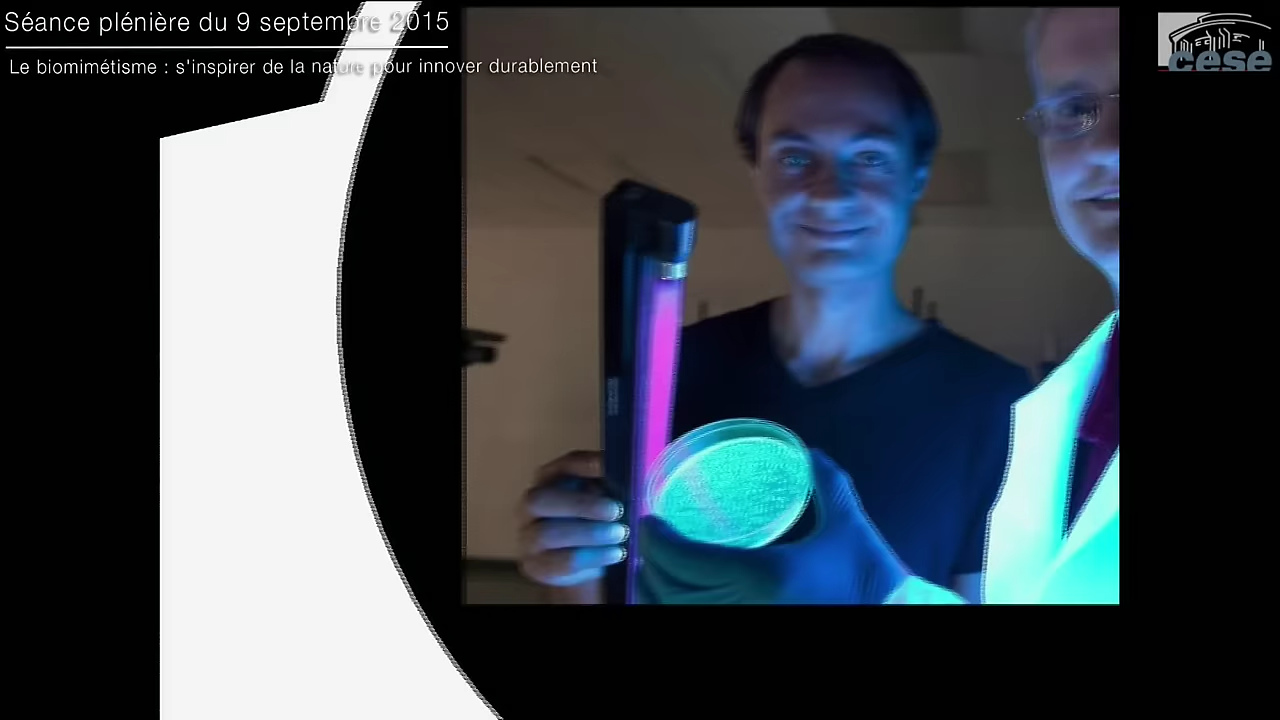 Séance plénière du 9 septembre 2015
Le biomimétisme : s'inspirer de la nature pour innover durablement
cese